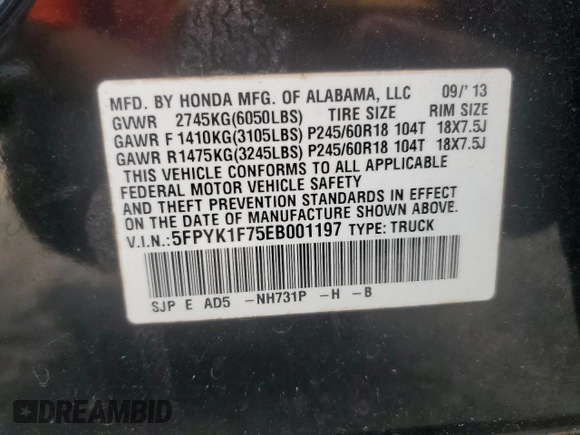 MFD. BY HONDA MFG. OF ALABAMA, LLC 09/'13
GVWR 2745KG(6050LBS) TIRE SIZE RIM SIZE
GAWR F 1410KG(3105LBS) P245/60R18 104T 18X7.5J
GAWR R1475KG(3245LBS) P245/60R18 104T 18X7.5J
THIS VEHICLE CONFORMS TO ALL APPLICABLE
FEDERAL MOTOR VEHICLE SAFETY
AND THEFT PREVENTION STANDARDS IN EFFECT
ON THE DATE OF MANUFACTURE SHOWN ABOVE.
V.I.N.:5FPYK1F75EB001197 TYPE: TRUCK
SJP E AD5 -NH731P -H -B
DREAMBID